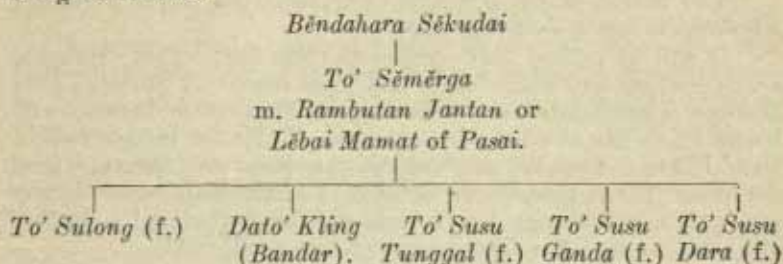 Bĕndahara Sĕkudai
To' Sĕmĕrga
m. Rambutan Jantan or
Lĕbai Mamat of Pasai.
To' Sulong (f.) Dato' Kling To' Susu To' Susu To' Susu
(Bandar). Tunggal (f.) Ganda (f.) Dara (f.)